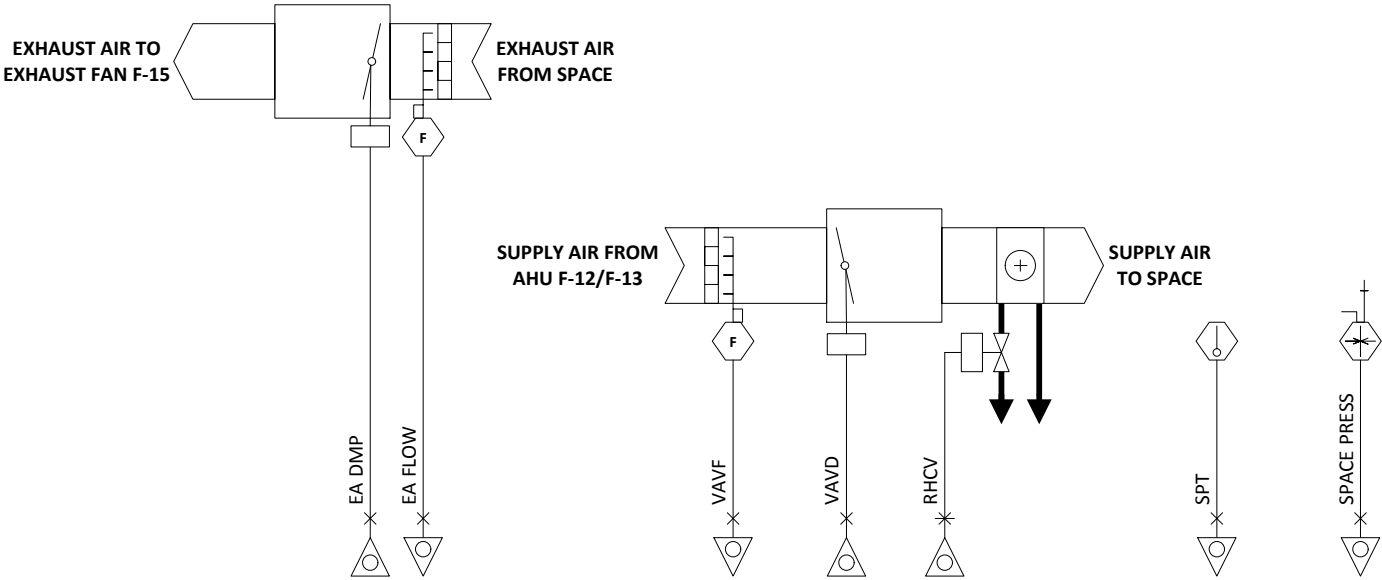 EXHAUST AIR TO
EXHAUST FAN F-15
EXHAUST AIR
FROM SPACE
F
SUPPLY AIR FROM
AHU F-12/F-13
SUPPLY AIR
TO SPACE
F
EA DMP
EA FLOW
VAVF
VAVD
RHCV
SPT
SPACE PRESS